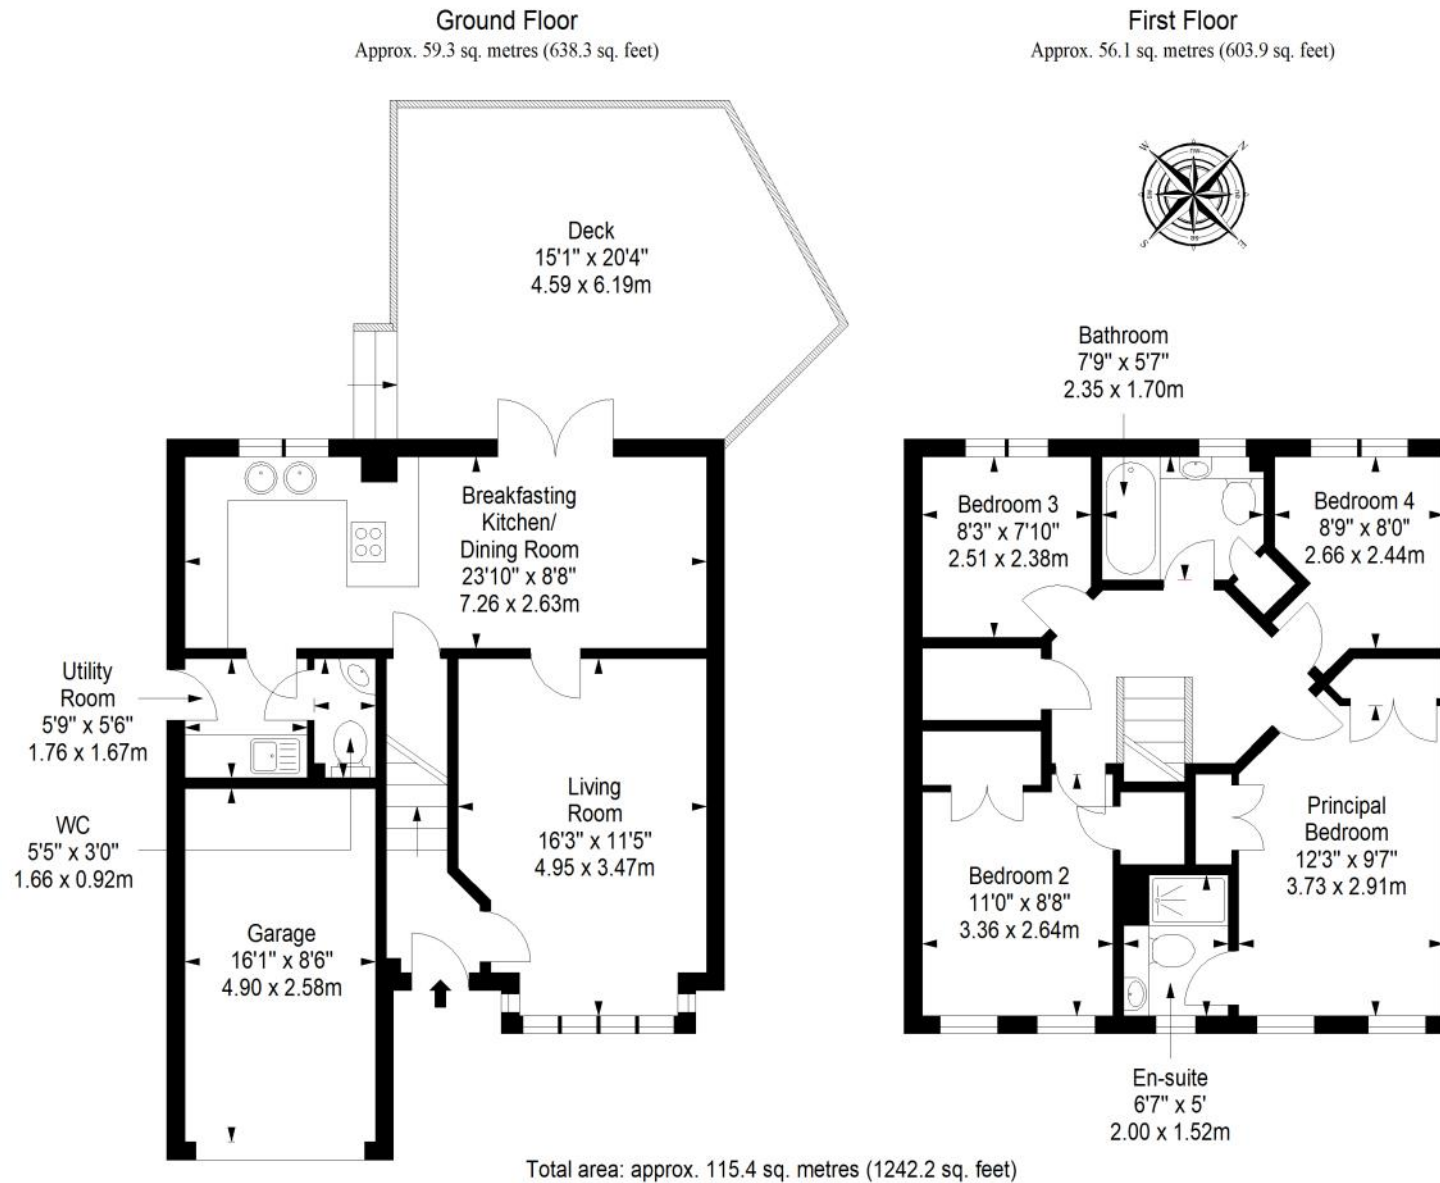 Ground Floor
Approx. 59.3 sq. metres (638.3 sq. feet)
First Floor
Approx. 56.1 sq. metres (603.9 sq. feet)
W
N
S
E
Deck
15'1" x 20'4"
4.59 x 6.19m
Bathroom
7'9" x 5'7"
2.35 x 1.70m
Breakfasting
Kitchen/
Dining Room
23'10" x 8'8"
7.26 x 2.63m
Bedroom 3
8'3" x 7'10"
2.51 x 2.38m
Bedroom 4
8'9" x 8'0"
2.66 x 2.44m
Utility
Room
5'9" x 5'6"
1.76 x 1.67m
WC
5'5" x 3'0"
1.66 x 0.92m
Living
Room
16'3" x 11'5"
4.95 x 3.47m
Garage
16'1" x 8'6"
4.90 x 2.58m
Bedroom 2
11'0" x 8'8"
3.36 x 2.64m
Principal
Bedroom
12'3" x 9'7"
3.73 x 2.91m
En-suite
6'7" x 5'
2.00 x 1.52m
Total area: approx. 115.4 sq. metres (1242.2 sq. feet)